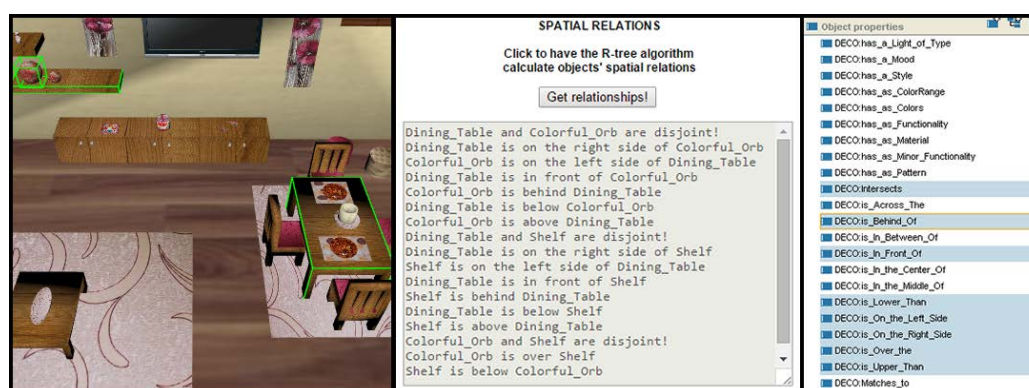 SPATIAL RELATIONS
Click to have the R-tree algorithm
calculate objects' spatial relations
Get relationships!
Dining_Table and Colorful_Orb are disjoint!
Dining_Table is on the right side of Colorful_Orb
Colorful_Orb is on the left side of Dining_Table
Dining_Table is in front of Colorful_Orb
Colorful_Orb is behind Dining_Table
Dining_Table is below Colorful_Orb
Colorful_Orb is above Dining_Table
Dining_Table and Shelf are disjoint!
Dining_Table is on the right side of Shelf
Shelf is on the left side of Dining_Table
Dining_Table is in front of Shelf
Shelf is behind Dining_Table
Dining_Table is below Shelf
Shelf is above Dining_Table
Colorful_Orb and Shelf are disjoint!
Colorful_Orb is over Shelf
Shelf is below Colorful_Orb
Object properties
DECO:has_a_Light_of_Type
DECO:has_a_Mood
DECO:has_a_Style
DECO:has_as_ColorRange
DECO:has_as_Colors
DECO:has_as_Functionality
DECO:has_as_Material
DECO:has_as_Minor_Functionality
DECO:has_as_Pattern
DECO:Intersects
DECO:is_Across_The
DECO:is_Behind_Of
DECO:is_In_Between_Of
DECO:is_In_Front_Of
DECO:is_In_the_Center_Of
DECO:is_In_the_Middle_Of
DECO:is_Lower_Than
DECO:is_On_the_Left_Side
DECO:is_On_the_Right_Side
DECO:is_Over_the
DECO:is_Upper_Than
DECO:Matches_to